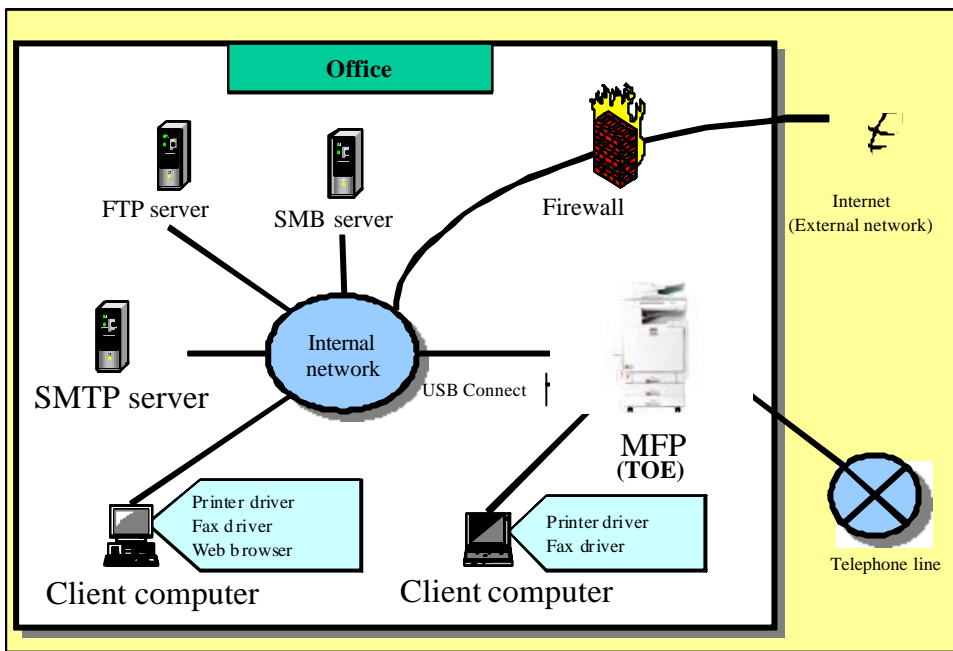 Office
FTP server
SMB server
Firewall
Internet
(External network)
Internal
network
SMTP server
USB Connect
MFP
(TOE)
Printer driver
Fax driver
Web browser
Client computer
Printer driver
Fax driver
Client computer
Telephone line